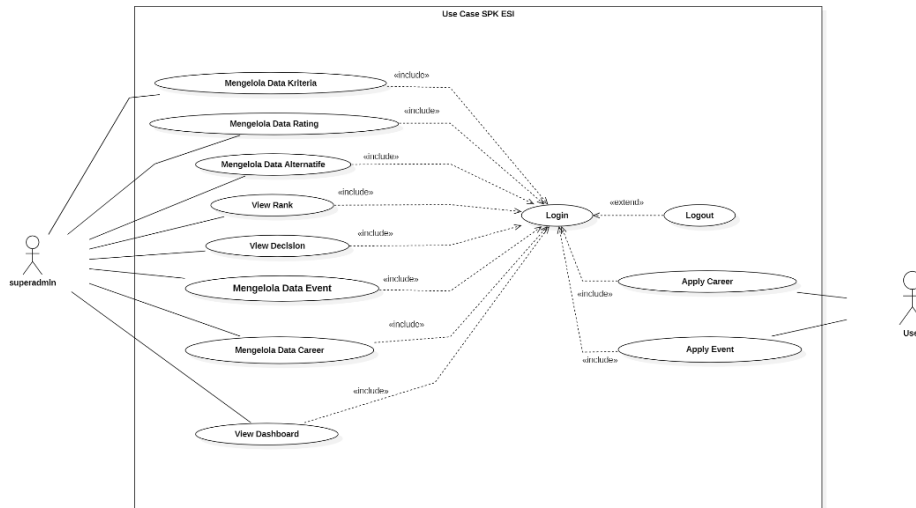 Use Case SPK ESI
Mengelola Data Kriteria
«include»
Mengelola Data Rating
«include»
Mengelola Data Alternatife
«include»
View Rank
«include»
Login
«extend»
Logout
View Decision
«include»
superadmin
Mengelola Data Event
«include»
Apply Career
«include»
Mengelola Data Career
«include»
Apply Event
«include»
Use
View Dashboard
«include»